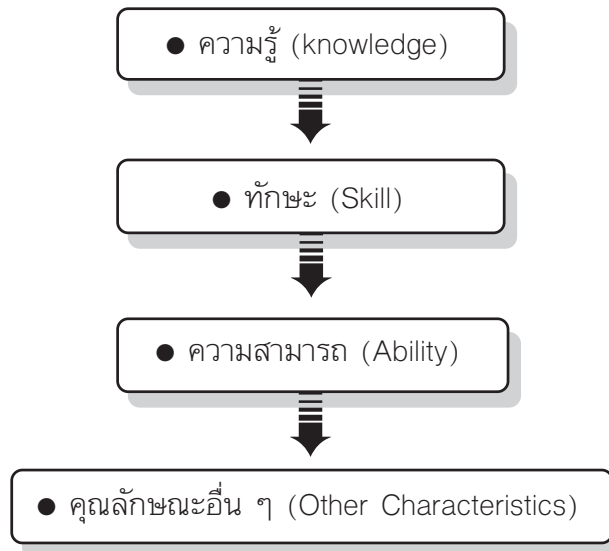 ● ความรู้ (knowledge)
● ทักษะ (Skill)
● ความสามารถ (Ability)
● คุณลักษณะอื่น ๆ (Other Characteristics)